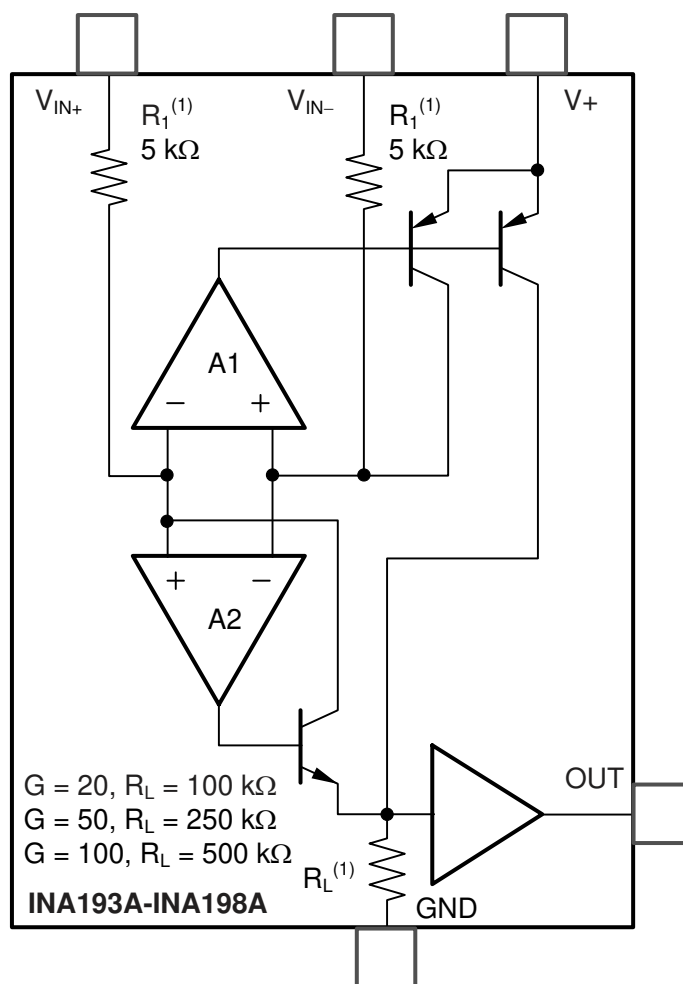 V_IN+
R_1^(1)
5 kΩ
V_IN−
R_1^(1)
5 kΩ
V+
A1
− +
+ −
A2
G = 20, R_L = 100 kΩ
G = 50, R_L = 250 kΩ
G = 100, R_L = 500 kΩ
OUT
R_L^(1)
INA193A-INA198A
GND